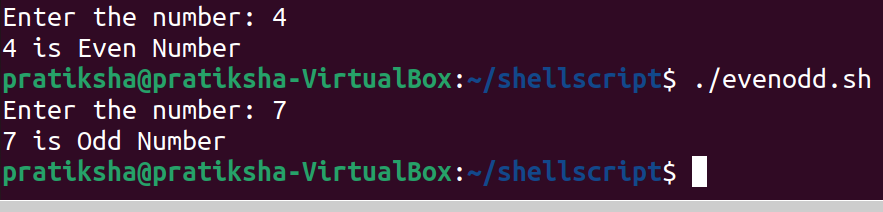 Enter the number: 4
4 is Even Number
pratiksha@pratiksha-VirtualBox:~/shellscript$ ./evenodd.sh
Enter the number: 7
7 is Odd Number
pratiksha@pratiksha-VirtualBox:~/shellscript$